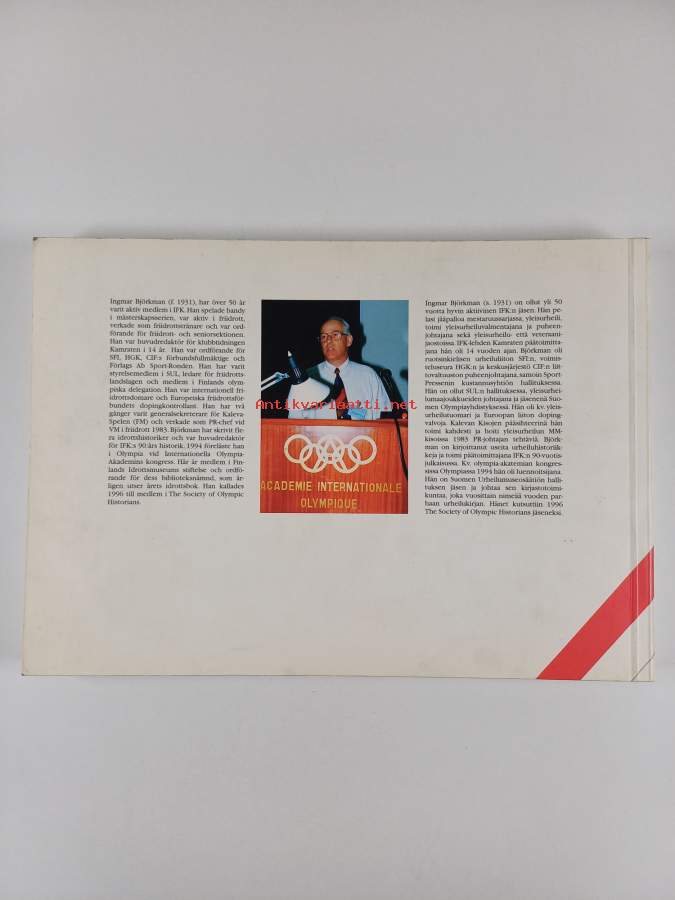 Ingmar Björkman (f. 1931), har över 50 år
varit aktiv medlem i IFK. Han spelade bandy
i mästerskapsserien, var aktiv i friidrott,
verkade som friidrottstränare och var ord-
förande för friidrott- och seniorsektionen.
Han var huvudredaktör för klubbtidningen
Kamraten i 14 år. Han var ordförande för
SFI, HGK, CIF:s förbundsfullmäktige och
Förlags Ab Sport-Ronden. Han har varit
styrelsemedlem i SUL, ledare för friidrotts-
landslagen och medlem i Finlands olym-
piska delegation. Han var internationell fri-
idrottsdomare och Europeiska friidrottsför-
bundets dopingkontrollant. Han har två
gånger varit generalsekreterare för Kaleva-
Spelen (FM) och verkade som PR-chef vid
VM i friidrott 1983. Björkman har skrivit fle-
ra idrottshistoriker och var huvudredaktör
för IFK:s 90-års historik. 1994 föreläste han
i Olympia vid Internationella Olympia-
Akademins kongress. Här är medlem i Fin-
lands Idrottsmuseums stiftelse och ordfö-
rande för dess biblioteksnämnd, som år-
ligen utser årets idrottsbok. Han kallades
1996 till medlem i The Society of Olympic
Historians.
Antikvariaatti.net
ACADEMIE INTERNATIONALE
OLYMPIQUE
Ingmar Björkman (s. 1931) on ollut yli 50
vuotta hyvin aktiivinen IFK:n jäsen. Hän pe-
lasi jääpalloa mestaruussarjassa, yleisurheili,
toimi yleisurheiluvalmentajana ja puheen-
johtajana sekä yleisurheilu- että veteraani-
jaostoissa. IFK-lehden Kamraten päätoimitta-
jana hän oli 14 vuoden ajan. Björkman oli
ruotsinkielisen urheiluliiton SFI:n, voimis-
teluseura HGK:n ja keskusjärjestö CIF:n liit-
tovaltuuston puheenjohtajana, samoin Sport-
Pressenin kustannusyhtiön hallituksessa.
Hän on ollut SUL:n hallituksessa, yleisurhei-
lumaajoukkueiden johtajana ja jäsenenä Suo-
men Olympiayhdistyksessä. Hän oli kv. yleis-
urheilutuomari ja Euroopan liiton doping-
valvoja. Kalevan Kisojen pääsihteerinä hän
toimi kahdesti ja hoiti yleisurheilun MM-
kisoissa 1983 PR-johtajan tehtäviä. Björk-
man on kirjoittanut useita urheiluhistoriik-
keja ja toimi päätoimittajana IFK:n 90-vuotis-
julkaisussa. Kv. olympia-akatemian kongres-
sissa Olympiassa 1994 hän oli luennoitsijana.
Hän on Suomen Urheilumuseosäätiön halli-
tuksen jäsen ja johtaa sen kirjastotoimi-
kuntaa, joka vuosittain nimeää vuoden par-
haan urheilukirjan. Hänet kutsuttiin 1996
The Society of Olympic Historians jäseneksi.